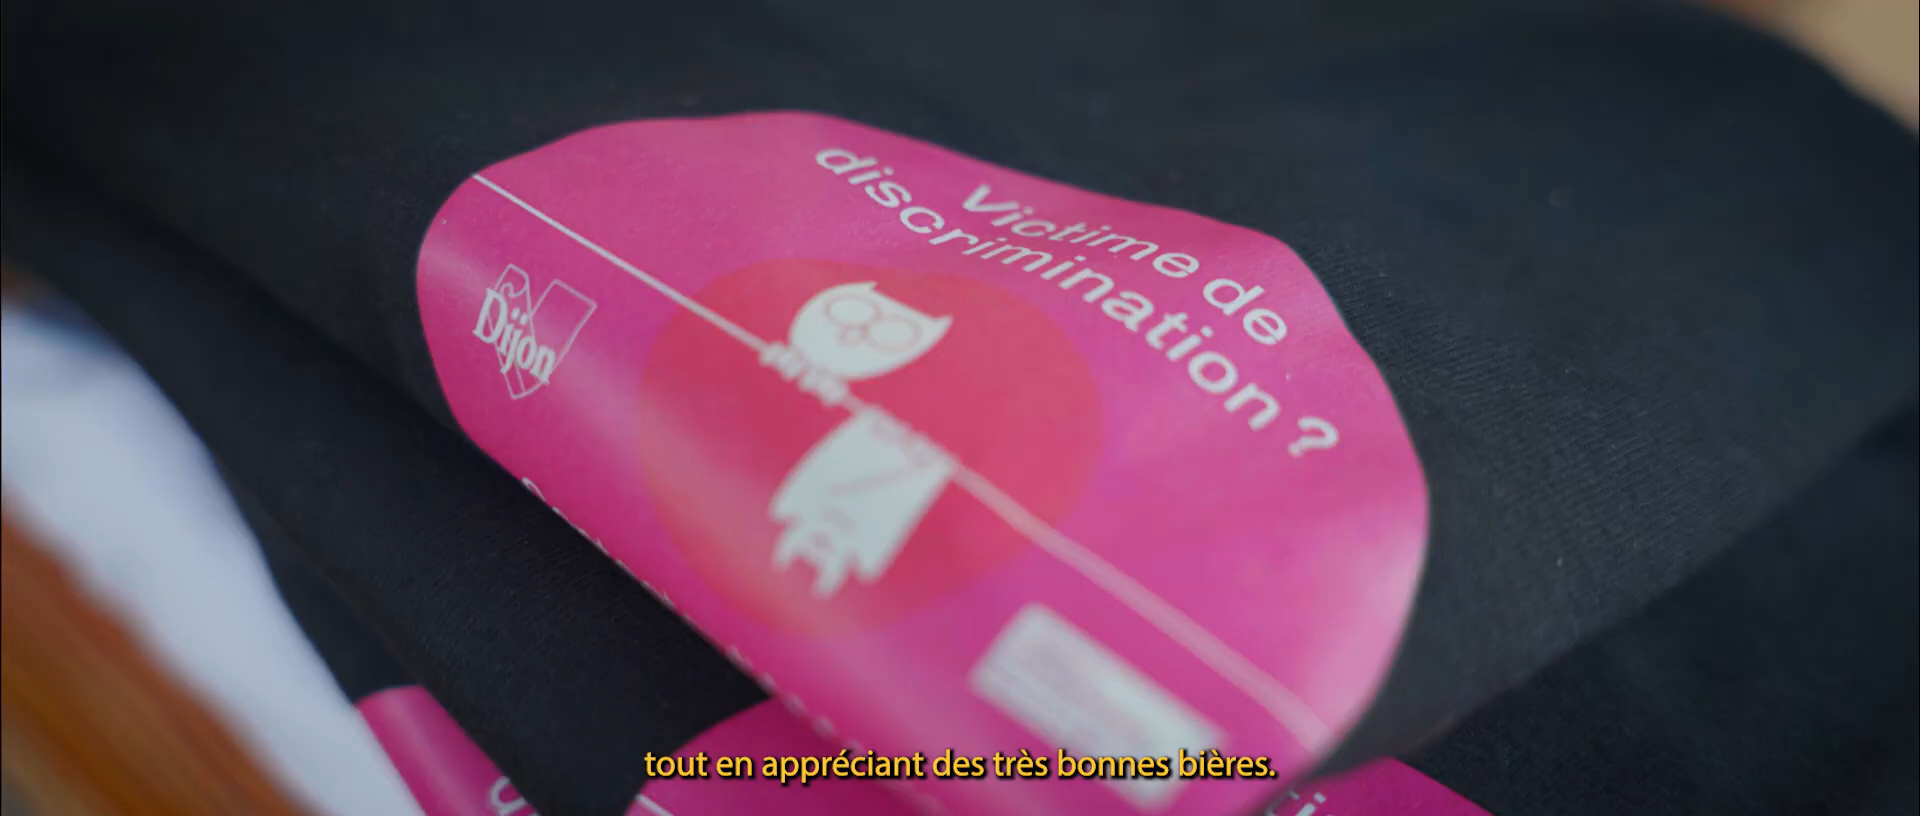 Victime de
discrimination ?
Dijon
tout en appréciant des très bonnes bières.